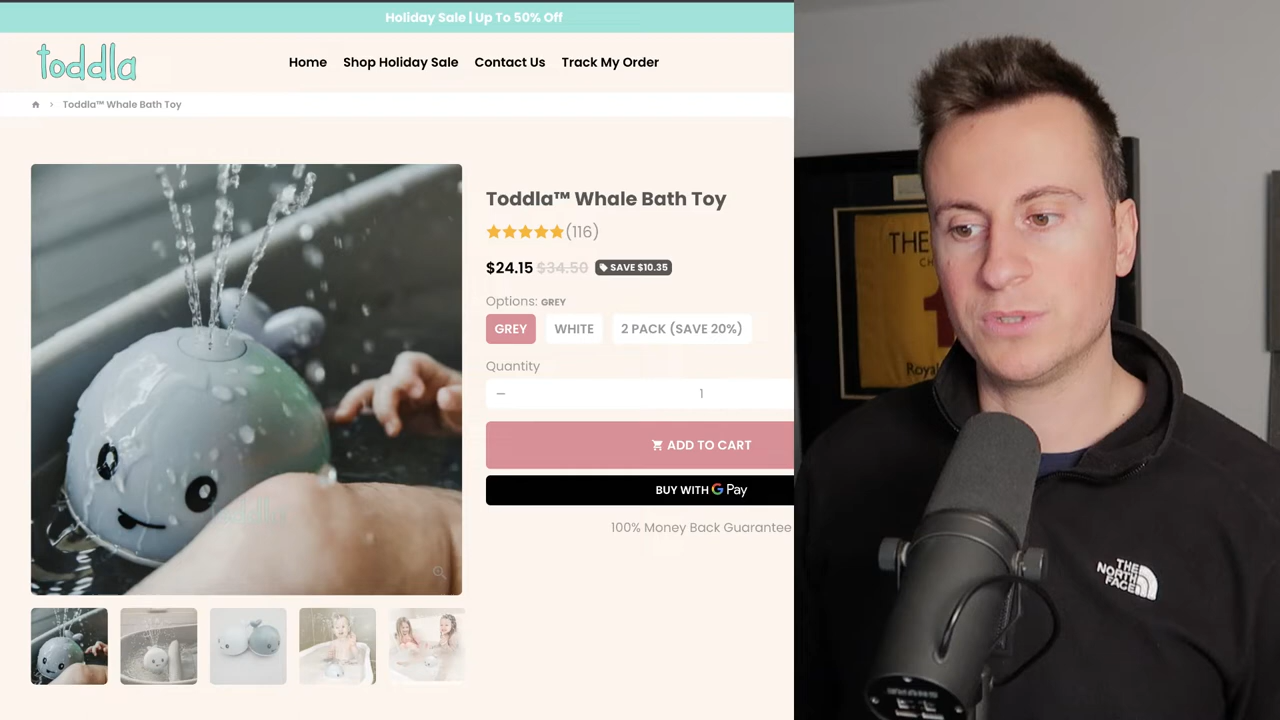 Holiday Sale | Up To 50% Off
toddla
Home Shop Holiday Sale Contact Us Track My Order
Toddla™ Whale Bath Toy
Toddla™ Whale Bath Toy
(116)
$24.15 $34.50 SAVE $10.35
Options: GREY
GREY WHITE 2 PACK (SAVE 20%)
Quantity
− 1
ADD TO CART
BUY WITH G Pay
100% Money Back Guarantee
THE
Royal
THE
NORTH
FACE